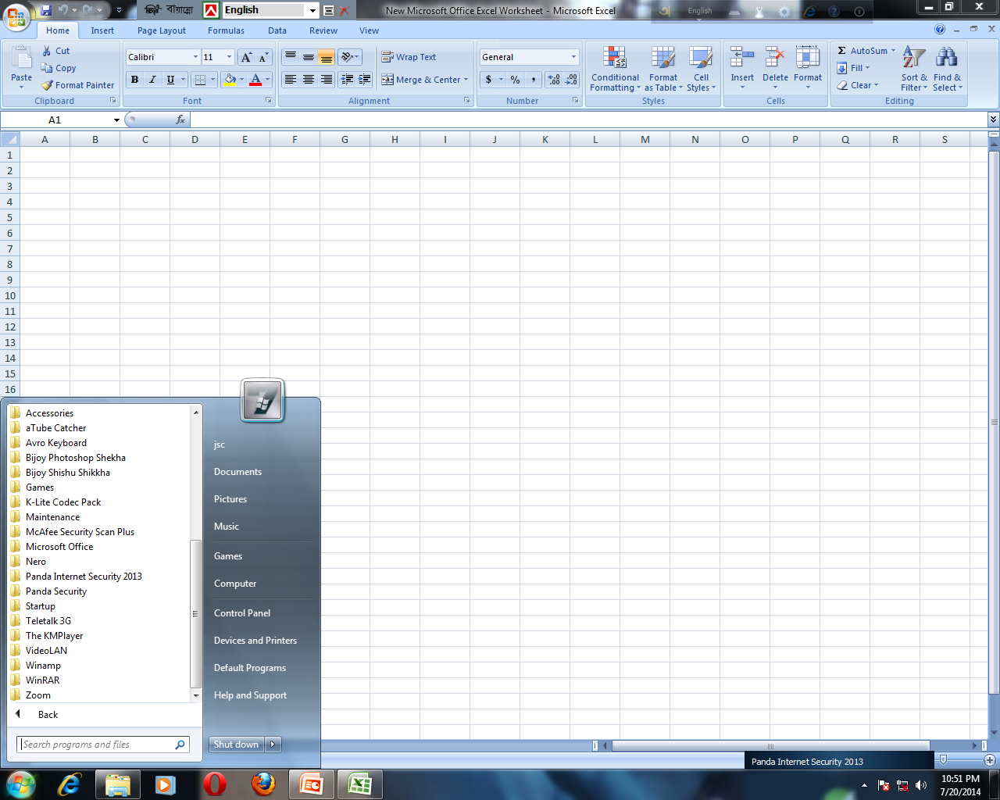 বাঁয়ান্নো English New Microsoft Office Excel Worksheet - Microsoft Excel English
Home Insert Page Layout Formulas Data Review View
Paste
Cut
Copy
Format Painter
Clipboard
Calibri 11
B I U A
Font
Wrap Text
Merge & Center
Alignment
General
$ % ,
Number
Conditional Formatting
Format as Table
Cell Styles
Styles
Insert Delete Format
Cells
Σ AutoSum
Fill
Clear
Sort & Filter
Find & Select
Editing
A1 fx
A B C D E F G H I J K L M N O P Q R S
1
2
3
4
5
6
7
8
9
10
11
12
13
14
15
16
Accessories
aTube Catcher
Avro Keyboard
Bijoy Photoshop Shekha
Bijoy Shishu Shikkha
Games
K-Lite Codec Pack
Maintenance
McAfee Security Scan Plus
Microsoft Office
Nero
Panda Internet Security 2013
Panda Security
Startup
Teletalk 3G
The KMPlayer
VideoLAN
Winamp
WinRAR
Zoom
Back
Search programs and files
jsc
Documents
Pictures
Music
Games
Computer
Control Panel
Devices and Printers
Default Programs
Help and Support
Shut down
Panda Internet Security 2013
10:51 PM
7/20/2014